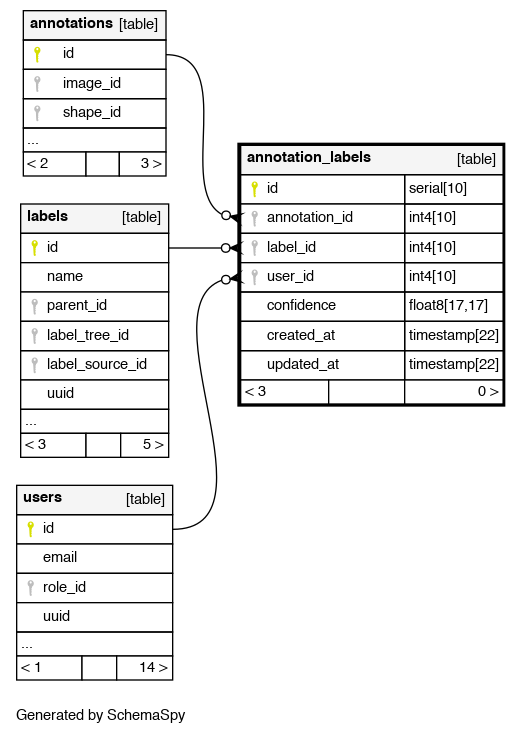 annotations [table]
id
image_id
shape_id
...
< 2 3 >
labels [table]
id
name
parent_id
label_tree_id
label_source_id
uuid
...
< 3 5 >
users [table]
id
email
role_id
uuid
...
< 1 14 >
annotation_labels [table]
id serial[10]
annotation_id int4[10]
label_id int4[10]
user_id int4[10]
confidence float8[17,17]
created_at timestamp[22]
updated_at timestamp[22]
< 3 0 >
Generated by SchemaSpy